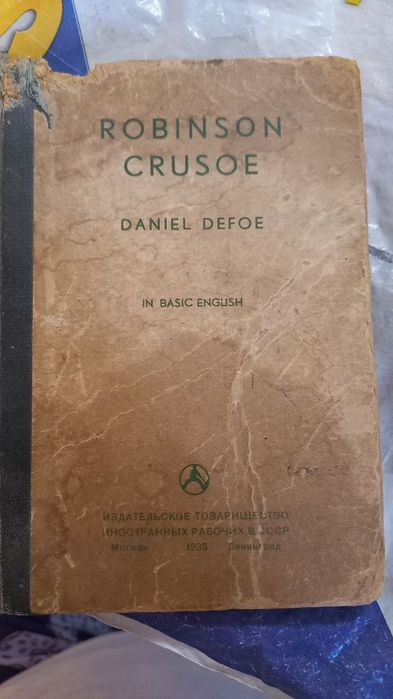 ROBINSON
CRUSOE
DANIEL DEFOE
IN BASIC ENGLISH
ИЗДАТЕЛЬСКОЕ ТОВАРИЩЕСТВО
ИНОСТРАННЫХ РАБОЧИХ В СССР
Москва 1935 Ленинград